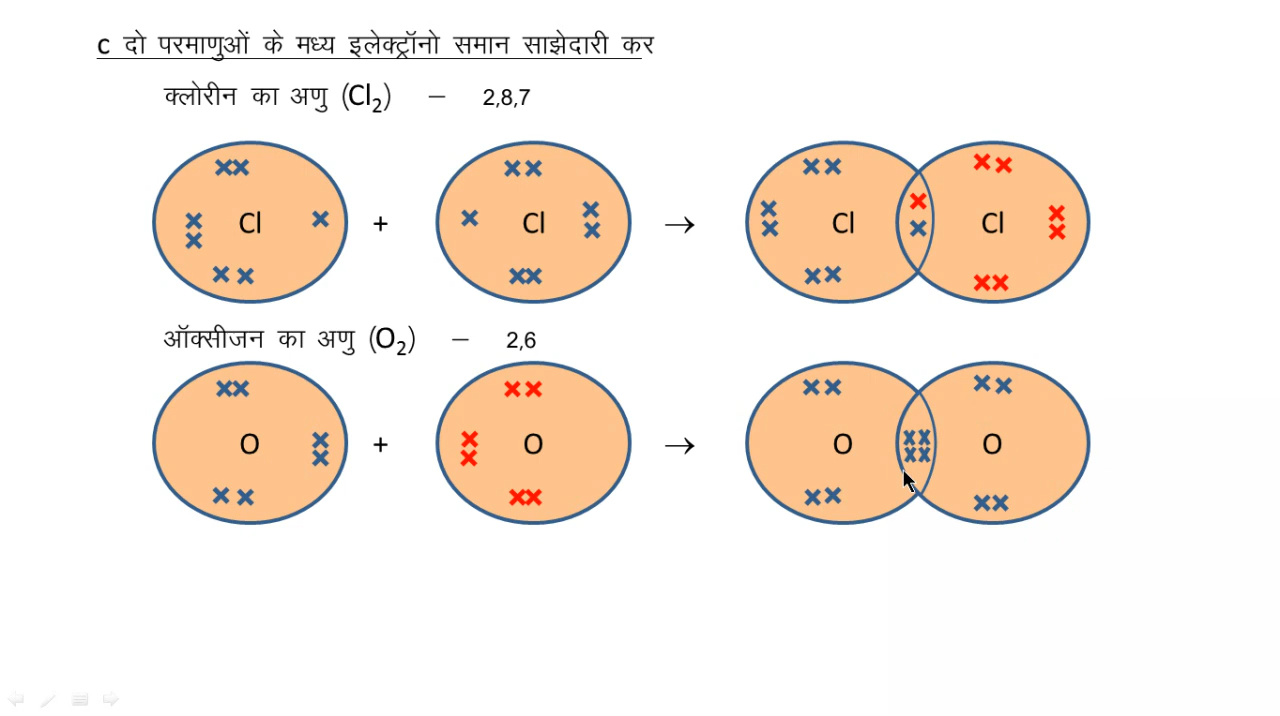 c दो परमाणुओं के मध्य इलेक्ट्रॉनो समान साझेदारी कर
क्लोरीन का अणु (Cl₂) – 2,8,7
Cl + Cl → Cl Cl
ऑक्सीजन का अणु (O₂) – 2,6
O + O → O O